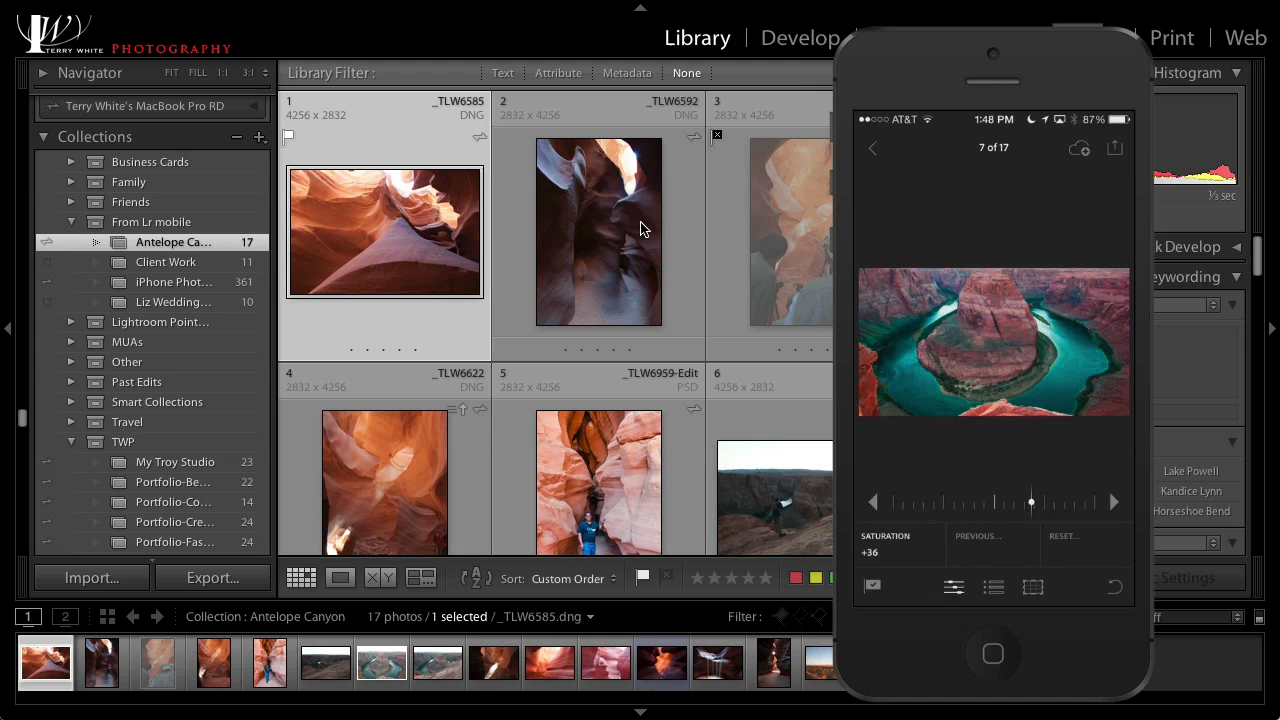 TERRY WHITE PHOTOGRAPHY
Library | Develop
Print | Web
Navigator FIT FILL 1:1 3:1
Terry White's MacBook Pro RD
Collections
Business Cards
Family
Friends
From Lr mobile
Antelope Ca... 17
Client Work 11
iPhone Phot... 361
Liz Wedding... 10
Lightroom Point...
MUAs
Other
Past Edits
Smart Collections
Travel
TWP
My Troy Studio 23
Portfolio-Be... 22
Portfolio-Co... 14
Portfolio-Cre... 24
Portfolio-Fas... 24
Import... Export...
Library Filter : Text Attribute Metadata None
1 _TLW6585
4256 x 2832 DNG
2 _TLW6592
2832 x 4256 DNG
3
2832 x 4256
4 _TLW6622
2832 x 4256 DNG
5 _TLW6959-Edit
2832 x 4256 PSD
6
4256 x 2832
XY AZ Sort: Custom Order
1 2 Collection : Antelope Canyon 17 photos / 1 selected / _TLW6585.dng Filter :
AT&T 1:48 PM 87%
7 of 17
SATURATION PREVIOUS... RESET...
+36
Histogram
⅓ sec
k Develop
eywording
Lake Powell
Kandice Lynn
Horseshoe Bend
Settings
ff